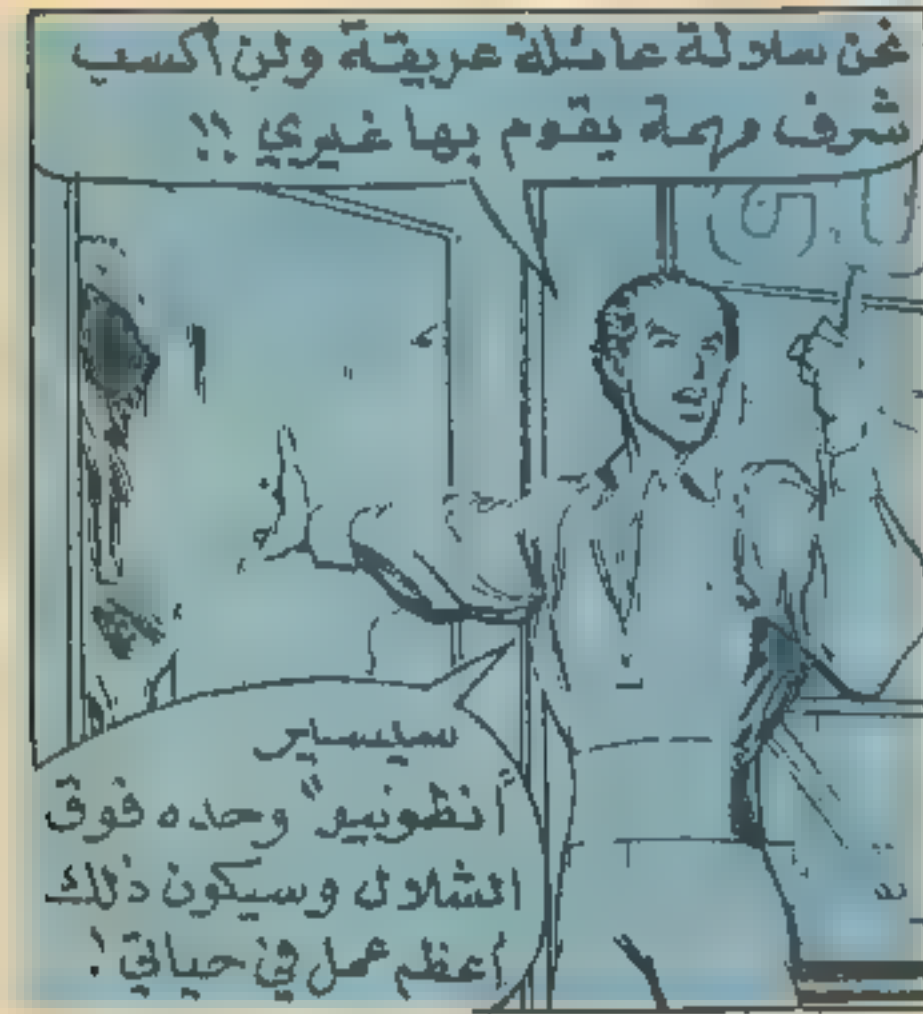 نحن سلالة عائلة عريقة ولن أكسب
شرف مهمة يقوم بها غيري !!
سيسير
أنطونيو" وحده فوق
الشلال وسيكون ذلك
أعظم عمل في حياتي !